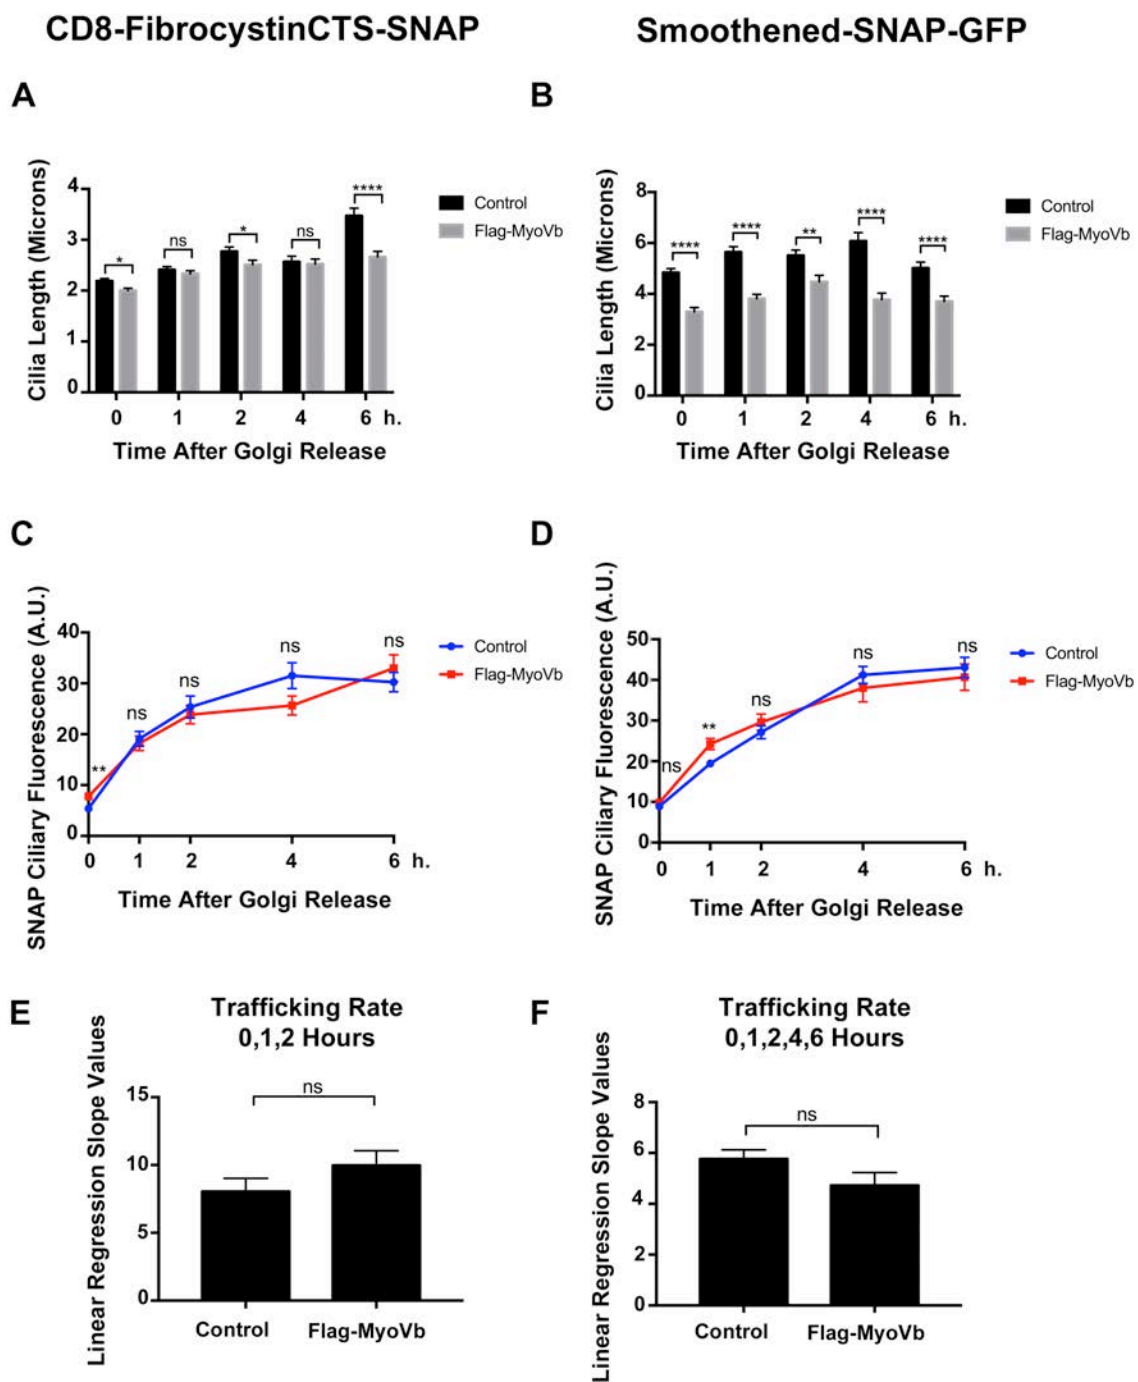 CD8-FibrocystinCTS-SNAP
Smoothened-SNAP-GFP
A
Cilia Length (Microns)
4
3
2
1
0
* ns * ns ****
Control
Flag-MyoVb
0 1 2 4 6 h.
Time After Golgi Release
B
Cilia Length (Microns)
8
6
4
2
0
**** **** ** **** ****
Control
Flag-MyoVb
0 1 2 4 6 h.
Time After Golgi Release
C
SNAP Ciliary Fluorescence (A.U.)
40
30
20
10
0
** ns ns ns ns
Control
Flag-MyoVb
0 1 2 4 6 h.
Time After Golgi Release
D
SNAP Ciliary Fluorescence (A.U.)
50
40
30
20
10
0
ns ** ns ns ns
Control
Flag-MyoVb
0 1 2 4 6 h.
Time After Golgi Release
E
Trafficking Rate
0,1,2 Hours
Linear Regression Slope Values
15
10
5
0
ns
Control Flag-MyoVb
F
Trafficking Rate
0,1,2,4,6 Hours
Linear Regression Slope Values
8
6
4
2
0
ns
Control Flag-MyoVb